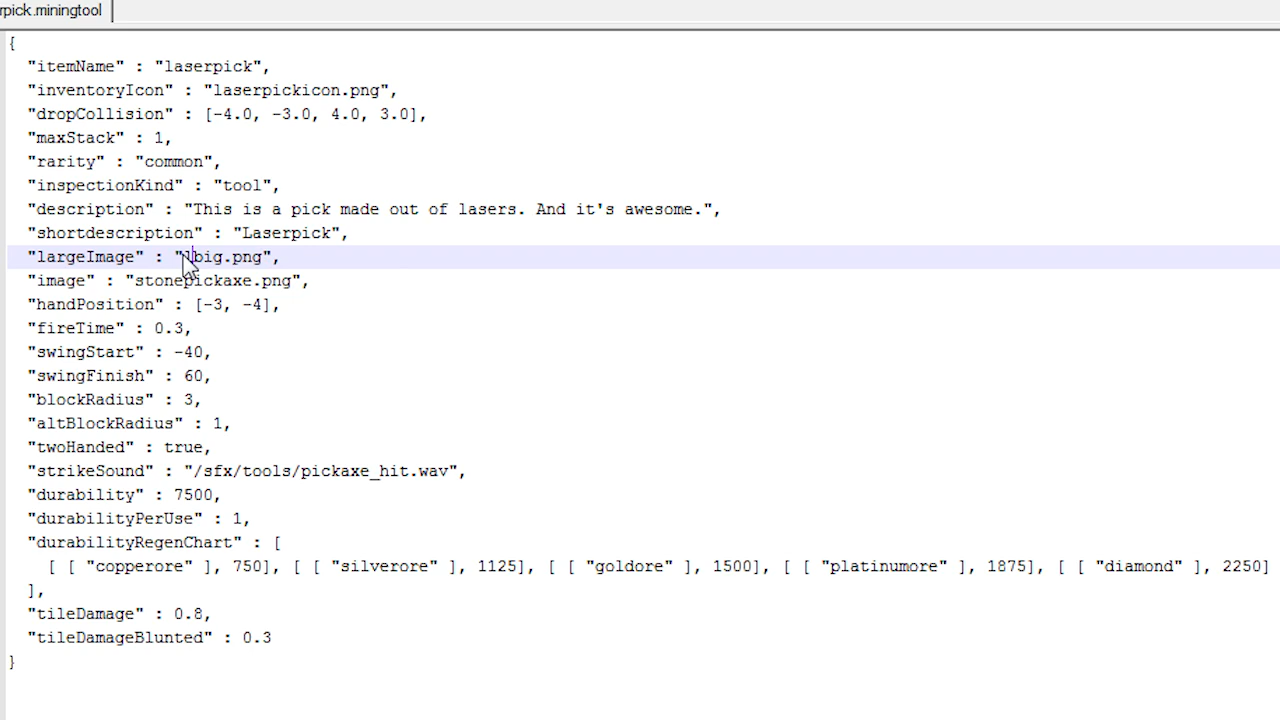 rpick.miningtool
{
"itemName" : "laserpick",
"inventoryIcon" : "laserpickicon.png",
"dropCollision" : [-4.0, -3.0, 4.0, 3.0],
"maxStack" : 1,
"rarity" : "common",
"inspectionKind" : "tool",
"description" : "This is a pick made out of lasers. And it's awesome.",
"shortdescription" : "Laserpick",
"largeImage" : "lbig.png",
"image" : "stonepickaxe.png",
"handPosition" : [-3, -4],
"fireTime" : 0.3,
"swingStart" : -40,
"swingFinish" : 60,
"blockRadius" : 3,
"altBlockRadius" : 1,
"twoHanded" : true,
"strikeSound" : "/sfx/tools/pickaxe_hit.wav",
"durability" : 7500,
"durabilityPerUse" : 1,
"durabilityRegenChart" : [
[ [ "copperore" ], 750], [ [ "silverore" ], 1125], [ [ "goldore" ], 1500], [ [ "platinumore" ], 1875], [ [ "diamond" ], 2250]
],
"tileDamage" : 0.8,
"tileDamageBlunted" : 0.3
}